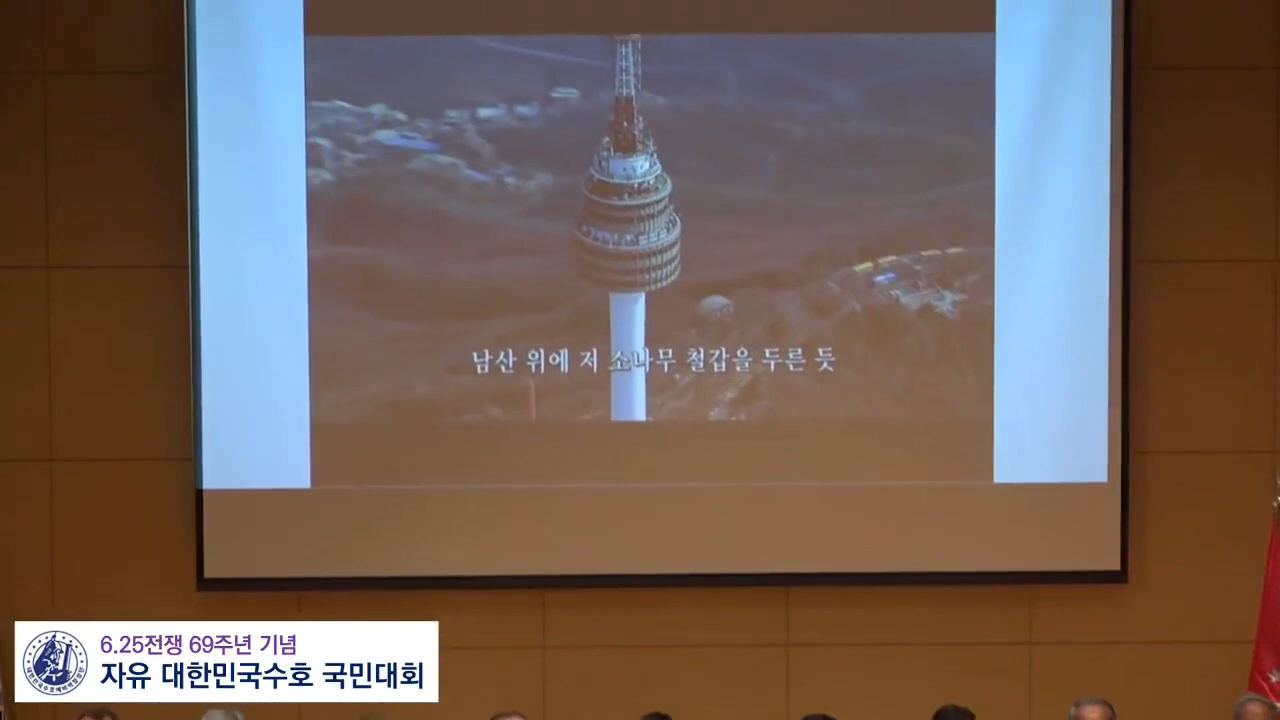 남산 위에 저 소나무 철갑을 두른 듯
6.25전쟁 69주년 기념
자유 대한민국수호 국민대회